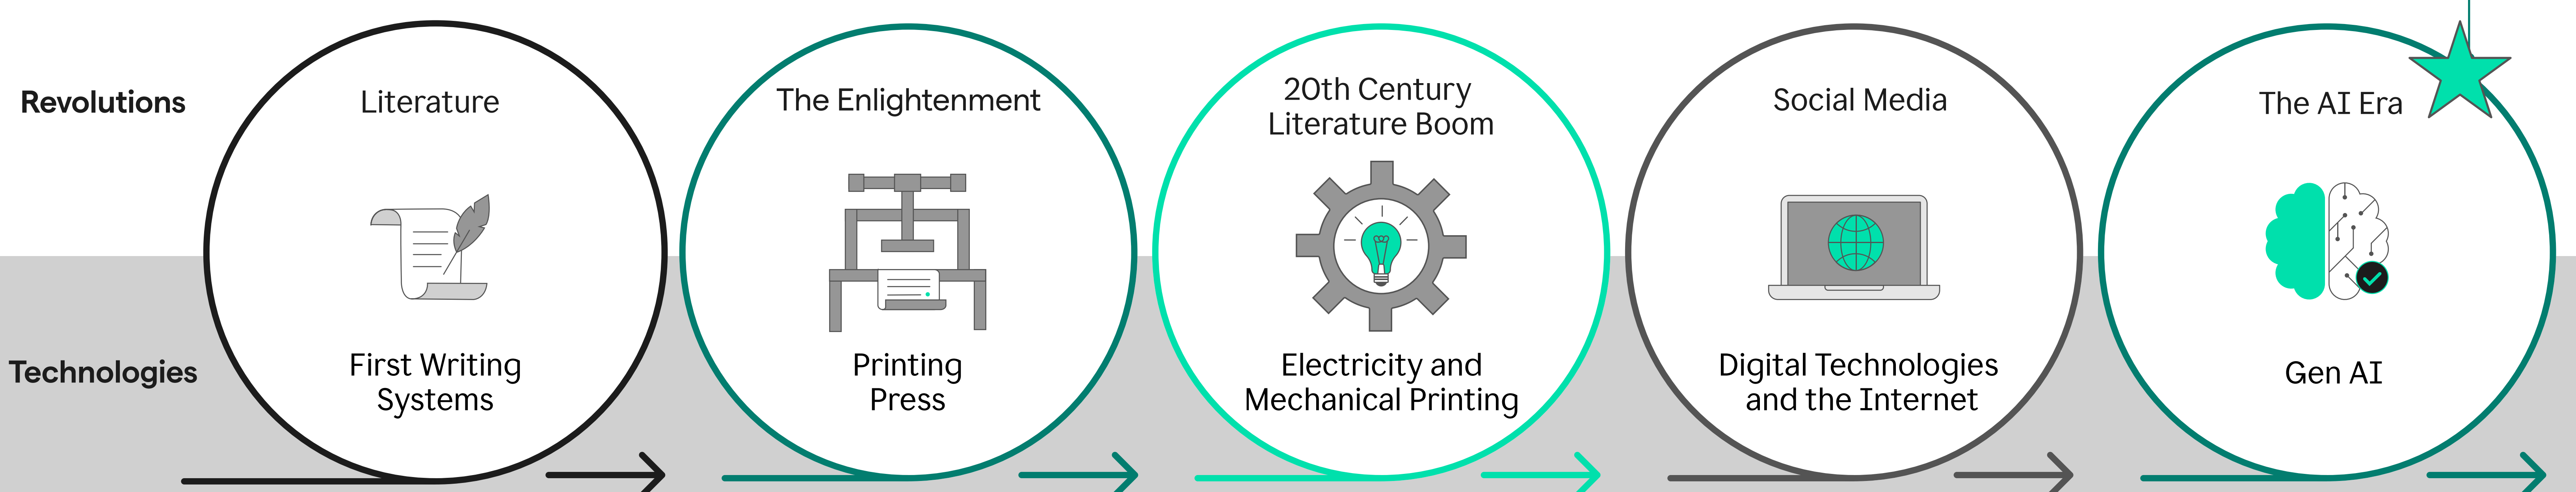 Revolutions
Literature
The Enlightenment
20th Century
Literature Boom
Social Media
The AI Era
Technologies
First Writing
Systems
Printing
Press
Electricity and
Mechanical Printing
Digital Technologies
and the Internet
Gen AI